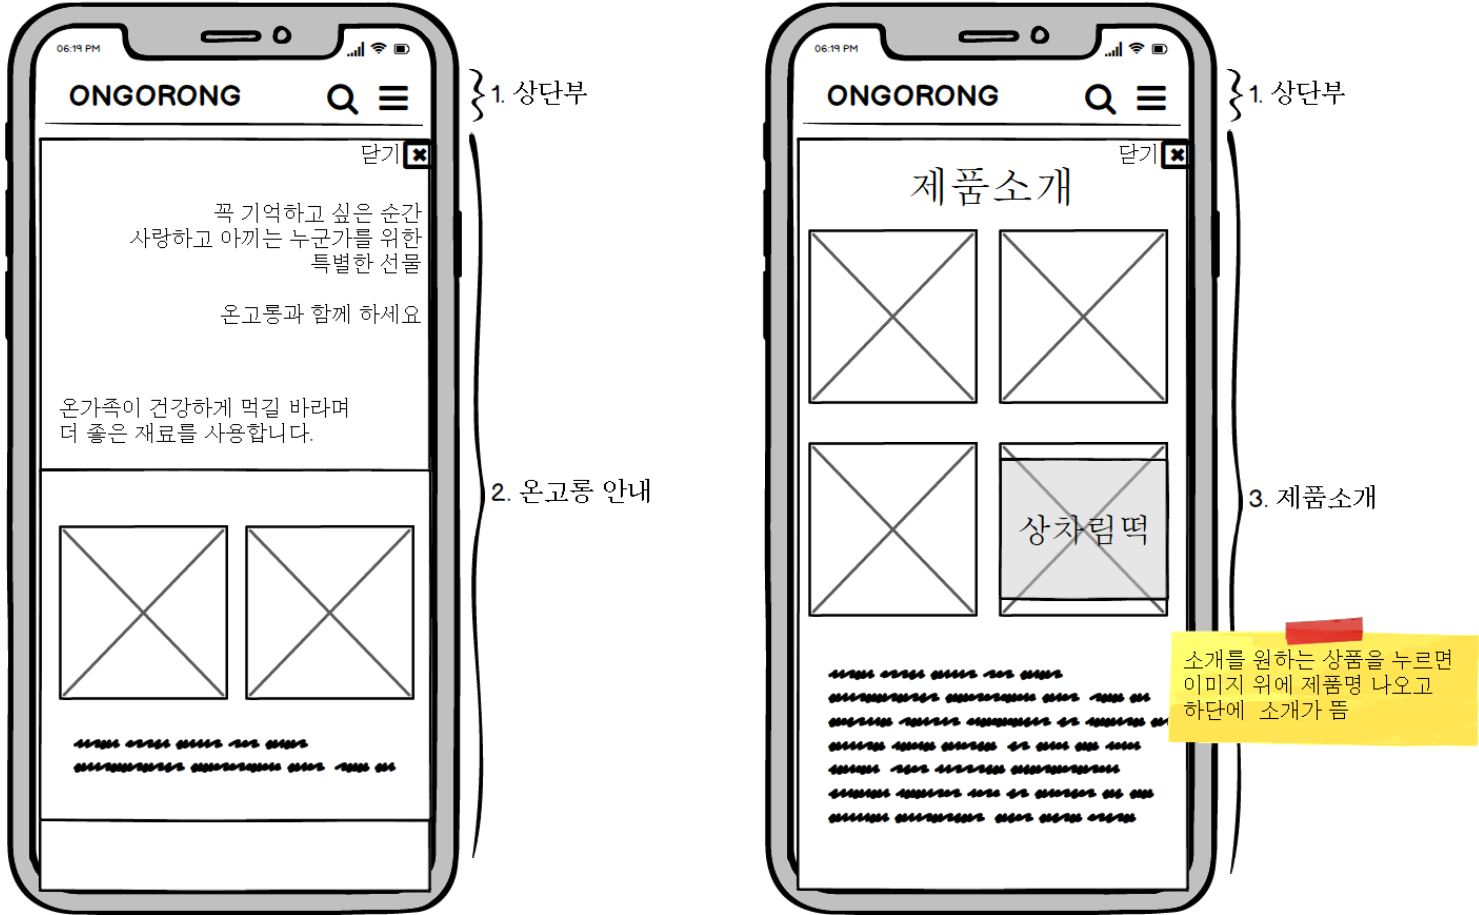 06:19 PM
ONGORONG
닫기
꼭 기억하고 싶은 순간
사랑하고 아끼는 누군가를 위한
특별한 선물
온고롱과 함께 하세요
온가족이 건강하게 먹길 바라며
더 좋은 재료를 사용합니다.
1. 상단부
2. 온고롱 안내
06:19 PM
ONGORONG
닫기
제품소개
상차림떡
1. 상단부
3. 제품소개
소개를 원하는 상품을 누르면
이미지 위에 제품명 나오고
하단에 소개가 뜸